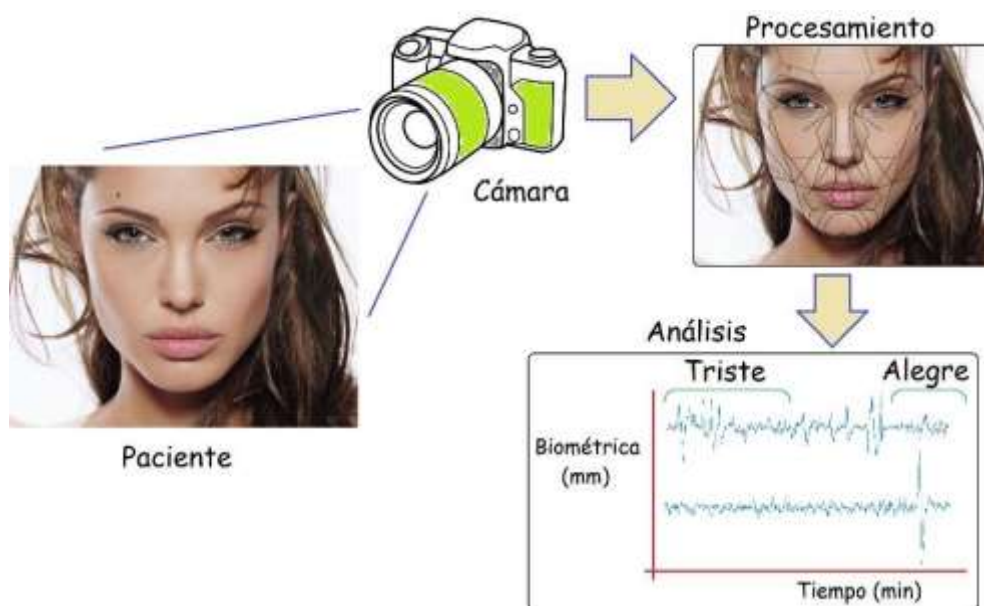 Procesamiento
Cámara
Paciente
Análisis
Triste
Alegre
Biométrica
(mm)
Tiempo (min)